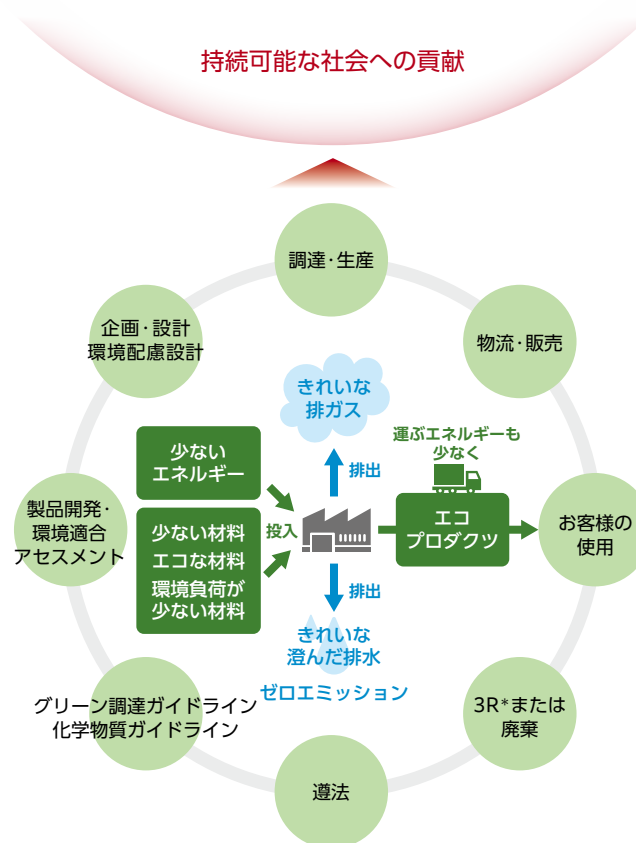 持続可能な社会への貢献
調達・生産
企画・設計
環境配慮設計
物流・販売
きれいな
排ガス
運ぶエネルギーも
少なく
少ない
エネルギー
排出
製品開発・
環境適合
アセスメント
少ない材料
エコな材料
環境負荷が
少ない材料
投入
エコ
プロダクツ
お客様の
使用
排出
きれいな
澄んだ排水
ゼロエミッション
グリーン調達ガイドライン
化学物質ガイドライン
3R*または
廃棄
遵法